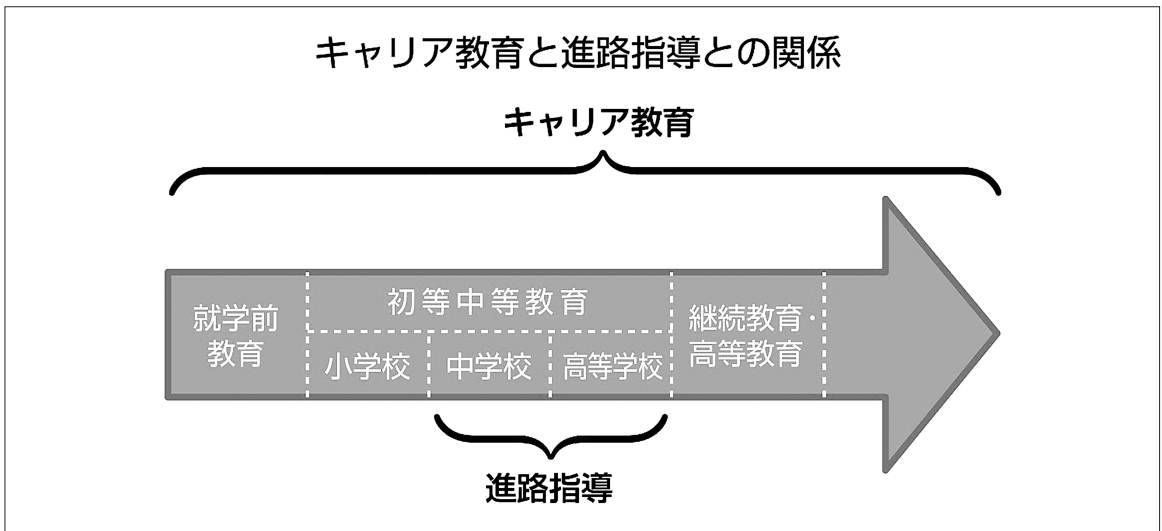 キャリア教育と進路指導との関係
キャリア教育
就学前
教育
初等中等教育
小学校
中学校
高等学校
継続教育・
高等教育
進路指導